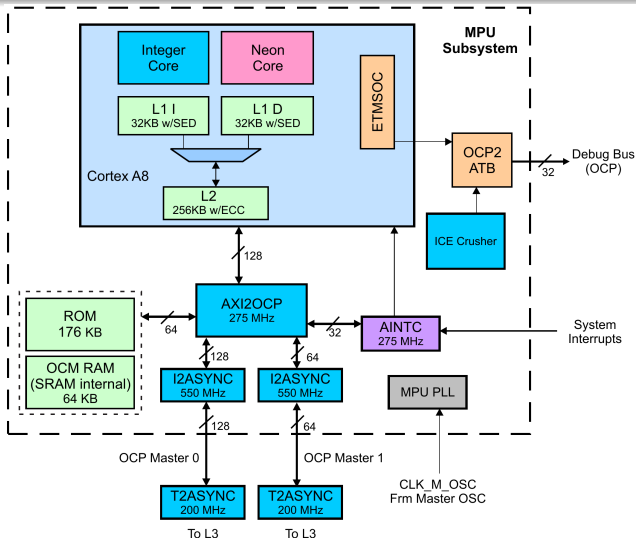 MPU
Subsystem
Integer
Core
Neon
Core
L1 I
32KB w/SED
L1 D
32KB w/SED
ETMSOC
OCP2
ATB
32
Debug Bus
(OCP)
Cortex A8
L2
256KB w/ECC
ICE Crusher
128
ROM
176 KB
64
AXI2OCP
275 MHz
32
AINTC
275 MHz
System
Interrupts
OCM RAM
(SRAM internal)
64 KB
128
64
I2ASYNC
550 MHz
I2ASYNC
550 MHz
MPU PLL
128
64
OCP Master 0
OCP Master 1
CLK_M_OSC
Frm Master OSC
T2ASYNC
200 MHz
T2ASYNC
200 MHz
To L3
To L3